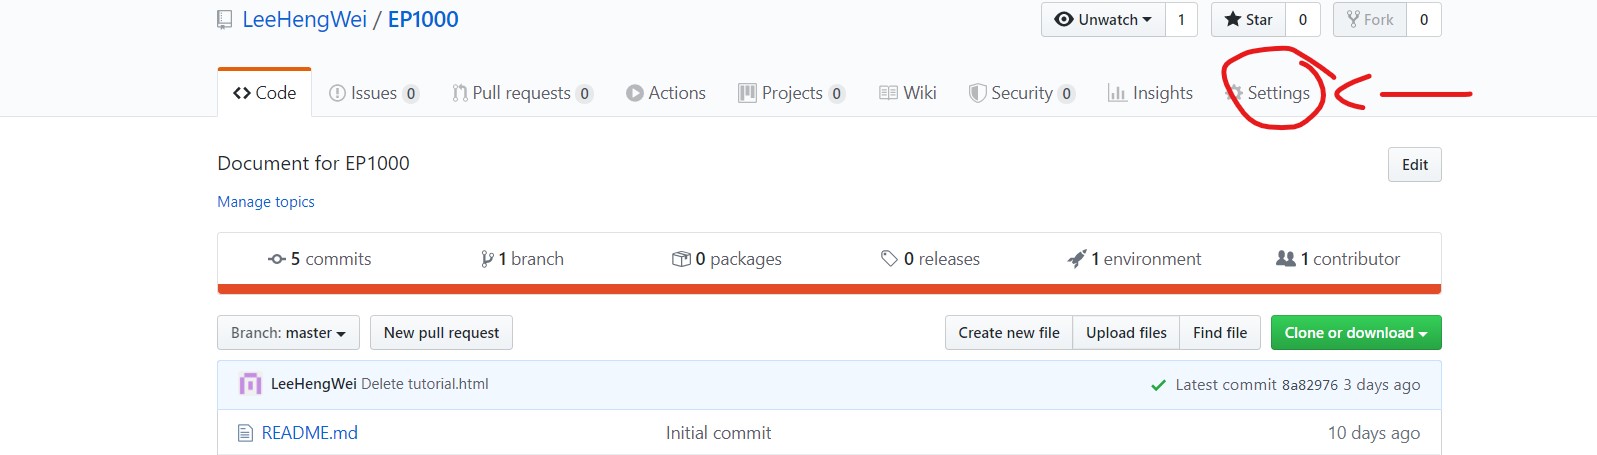 LeeHengWei / EP1000
Unwatch 1 Star 0 Fork 0
Code Issues 0 Pull requests 0 Actions Projects 0 Wiki Security 0 Insights Settings
Document for EP1000
Edit
Manage topics
5 commits 1 branch 0 packages 0 releases 1 environment 1 contributor
Branch: master New pull request Create new file Upload files Find file Clone or download
LeeHengWei Delete tutorial.html Latest commit 8a82976 3 days ago
README.md Initial commit 10 days ago